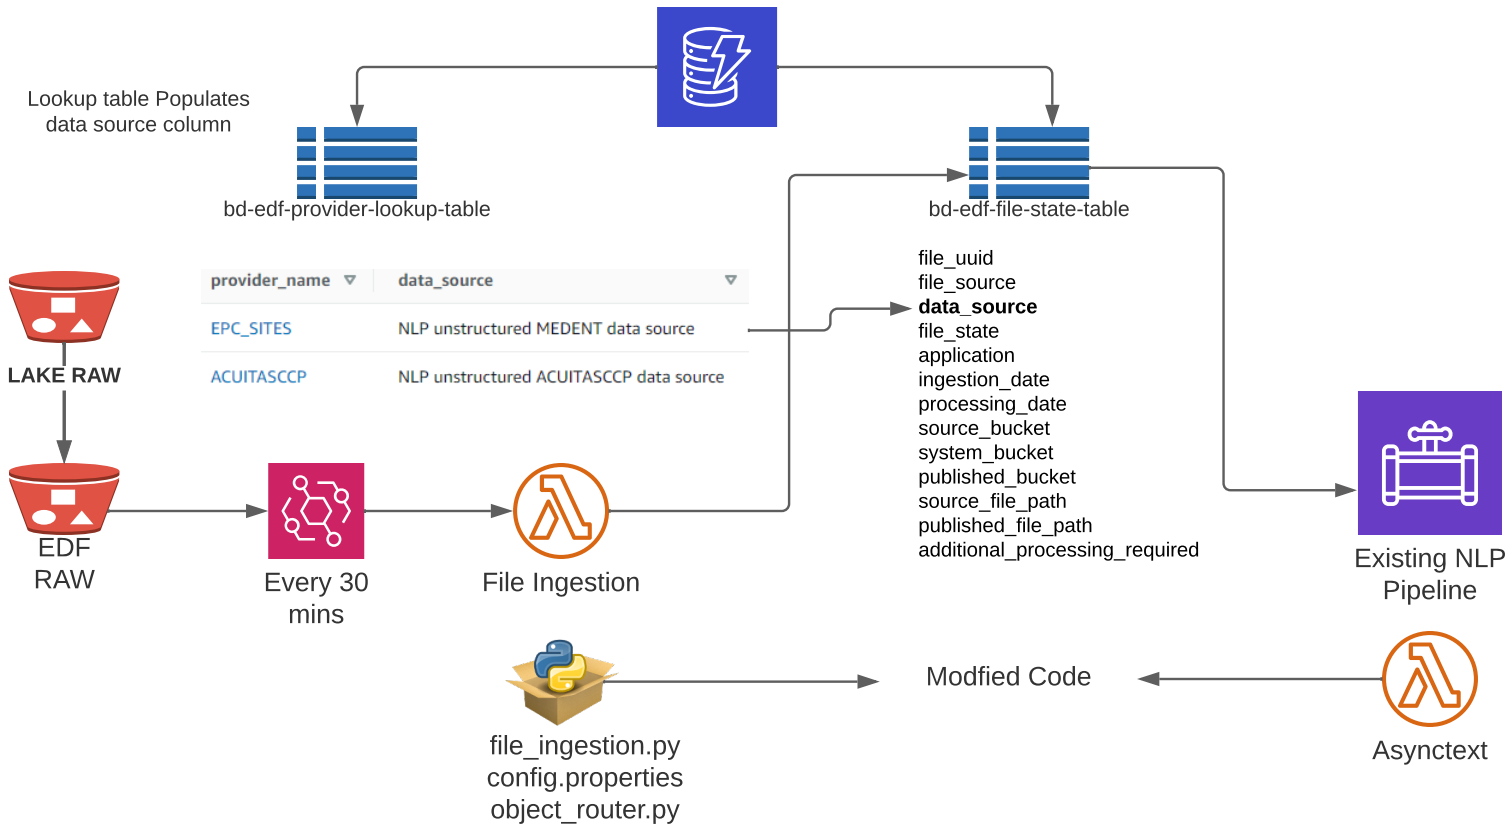 Lookup table Populates
data source column
bd-edf-provider-lookup-table
bd-edf-file-state-table
provider_name data_source
EPC_SITES NLP unstructured MEDENT data source
ACUITASCCP NLP unstructured ACUITASCCP data source
file_uuid
file_source
data_source
file_state
application
ingestion_date
processing_date
source_bucket
system_bucket
published_bucket
source_file_path
published_file_path
additional_processing_required
LAKE RAW
EDF
RAW
Every 30
mins
File Ingestion
Existing NLP
Pipeline
file_ingestion.py
config.properties
object_router.py
Modfied Code
Asynctext